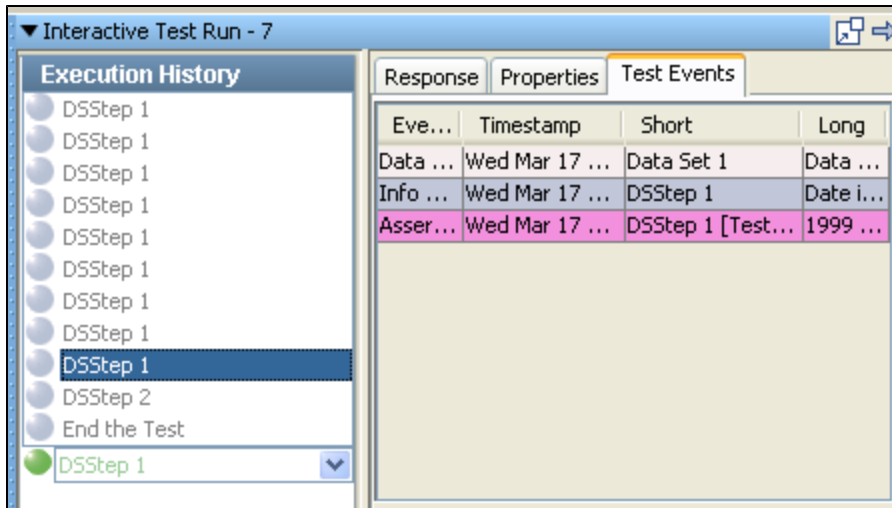 Interactive Test Run - 7
Execution History
DSStep 1
DSStep 1
DSStep 1
DSStep 1
DSStep 1
DSStep 1
DSStep 1
DSStep 1
DSStep 1
DSStep 2
End the Test
DSStep 1
Response Properties Test Events
Eve... Timestamp Short Long
Data ... Wed Mar 17 ... Data Set 1 Data ...
Info ... Wed Mar 17 ... DSStep 1 Date i...
Asser... Wed Mar 17 ... DSStep 1 [Test... 1999 ...